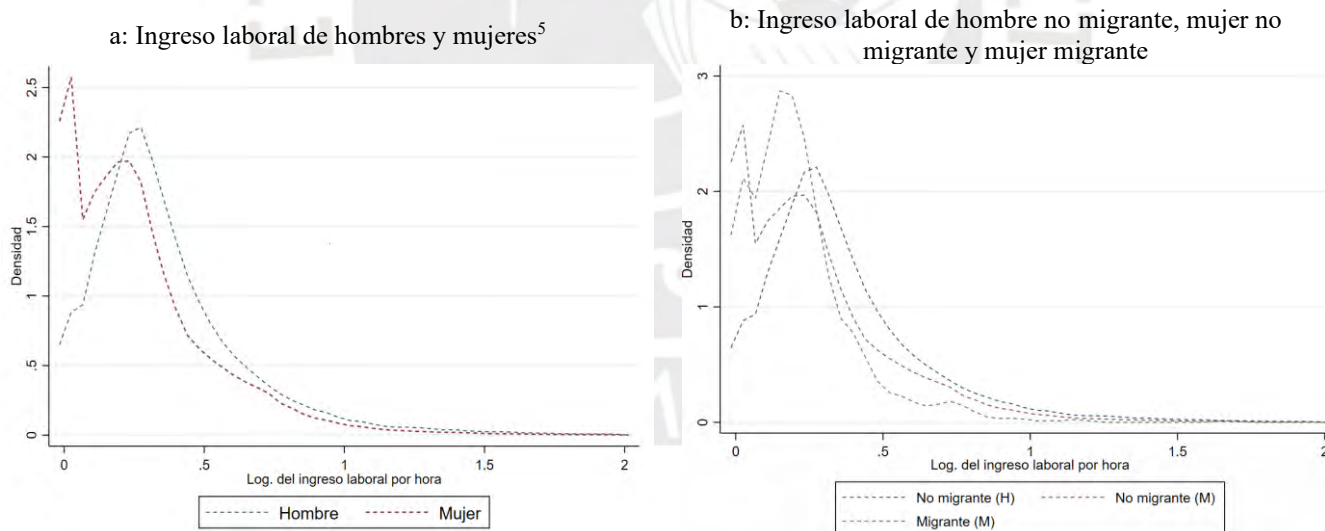 a: Ingreso laboral de hombres y mujeres5
2.5
2
1.5
1
.5
0
Densidad
0 .5 1 1.5 2
Log. del ingreso laboral por hora
Hombre Mujer
b: Ingreso laboral de hombre no migrante, mujer no
migrante y mujer migrante
3
2
1
0
Densidad
0 .5 1 1.5 2
Log. del ingreso laboral por hora
No migrante (H) No migrante (M)
Migrante (M)